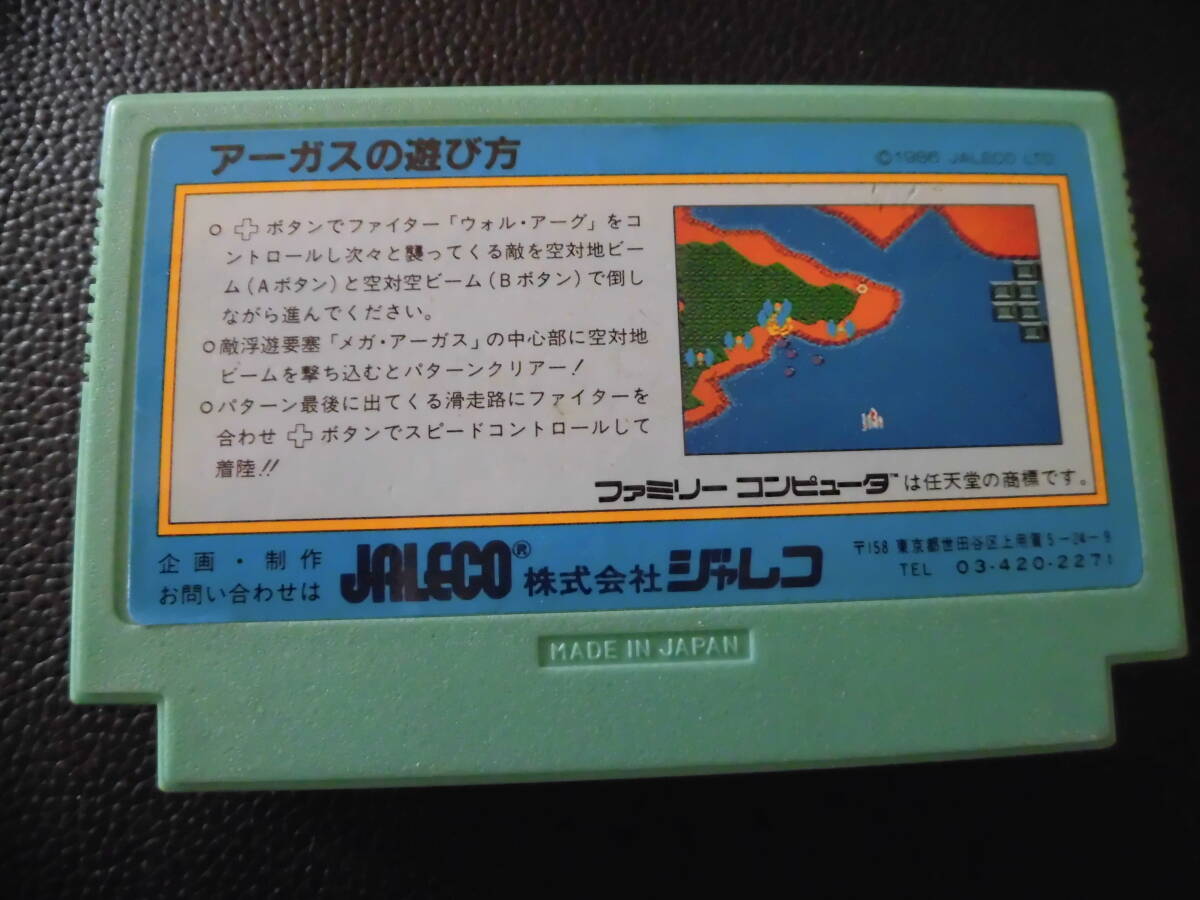 アーガスの遊び方
©1986 JALECO LTD
○ ボタンでファイター「ウォル・アーグ」をコ
ントロールし次々と襲ってくる敵を空対地ビー
ム(Aボタン)と空対空ビーム(Bボタン)で倒し
ながら進んでください。
○敵浮遊要塞「メガ・アーガス」の中心部に空対地
ビームを撃ち込むとパターンクリアー!
○パターン最後に出てくる滑走路にファイターを
合わせ ボタンでスピードコントロールして
着陸!!
ファミリー コンピュータ™は任天堂の商標です。
企画・制作
お問い合わせは
JALECO® 株式会社 ジャレコ
〒158 東京都世田谷区上用賀5-24-9
TEL 03-420-2271
MADE IN JAPAN